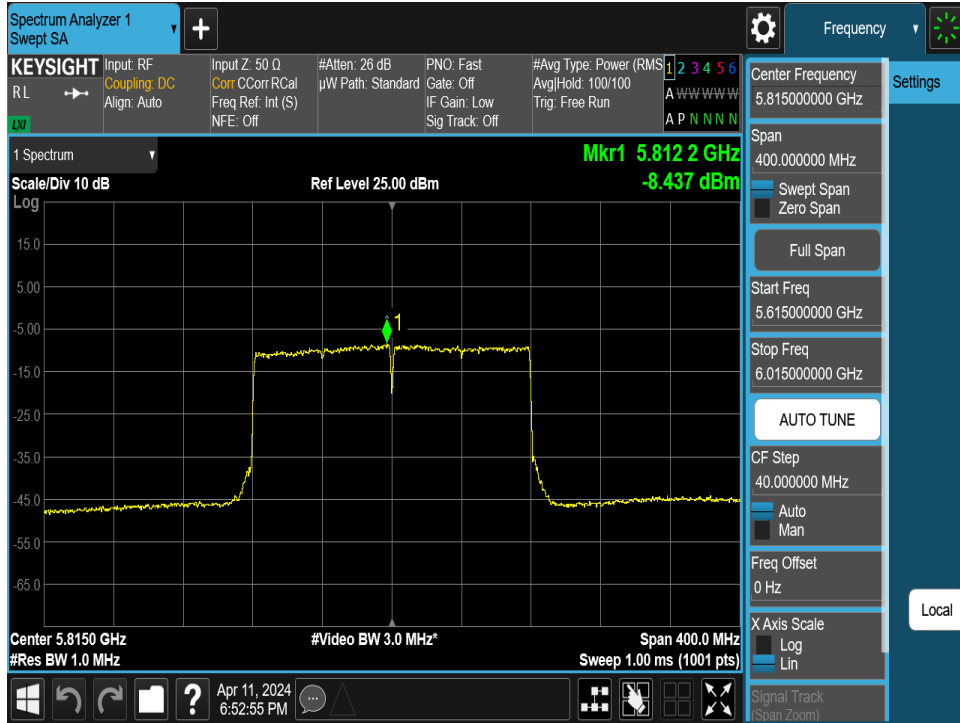 Spectrum Analyzer 1
Swept SA
+
Frequency
KEYSIGHT
RL
LXI
Input: RF
Coupling: DC
Align: Auto
Input Z: 50 Ω
Corr CCorr RCal
Freq Ref: Int (S)
NFE: Off
#Atten: 26 dB
µW Path: Standard
PNO: Fast
Gate: Off
IF Gain: Low
Sig Track: Off
#Avg Type: Power (RMS
Avg|Hold: 100/100
Trig: Free Run
1 2 3 4 5 6
A W W W W W
A P N N N N
1 Spectrum
Mkr1 5.812 2 GHz
Scale/Div 10 dB
Ref Level 25.00 dBm
-8.437 dBm
Log
15.0
5.00
-5.00
-15.0
-25.0
-35.0
-45.0
-55.0
-65.0
1
Center 5.8150 GHz
#Video BW 3.0 MHz*
Span 400.0 MHz
#Res BW 1.0 MHz
Sweep 1.00 ms (1001 pts)
Center Frequency
5.815000000 GHz
Settings
Span
400.000000 MHz
Swept Span
Zero Span
Full Span
Start Freq
5.615000000 GHz
Stop Freq
6.015000000 GHz
AUTO TUNE
CF Step
40.000000 MHz
Auto
Man
Freq Offset
0 Hz
Local
X Axis Scale
Log
Lin
Signal Track
(Span Zoom)
?
Apr 11, 2024
6:52:55 PM